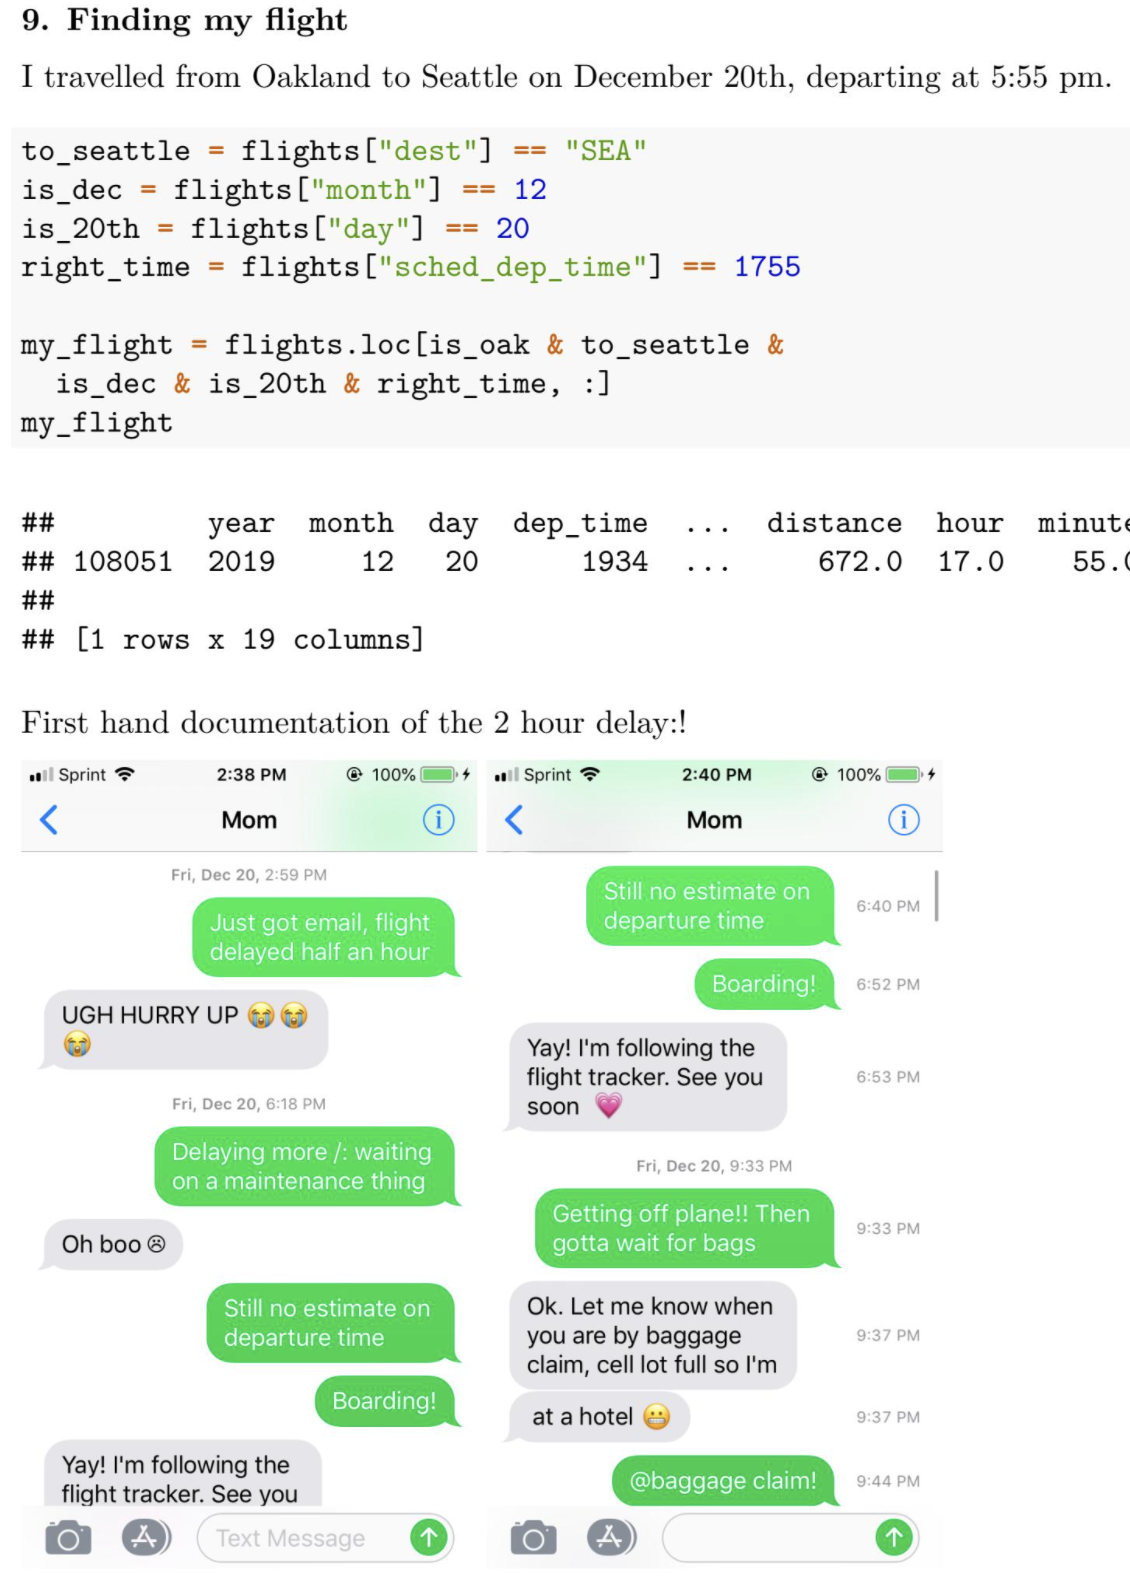 9. Finding my flight
I travelled from Oakland to Seattle on December 20th, departing at 5:55 pm.
to_seattle = flights["dest"] == "SEA"
is_dec = flights["month"] == 12
is_20th = flights["day"] == 20
right_time = flights["sched_dep_time"] == 1755
my_flight = flights.loc[is_oak & to_seattle &
is_dec & is_20th & right_time, :]
my_flight
## year month day dep_time ... distance hour minute
## 108051 2019 12 20 1934 ... 672.0 17.0 55.0
##
## [1 rows x 19 columns]
First hand documentation of the 2 hour delay:!
Sprint 2:38 PM 100%
Mom
Fri, Dec 20, 2:59 PM
Just got email, flight
delayed half an hour
UGH HURRY UP 😭😭
😭
Fri, Dec 20, 6:18 PM
Delaying more /: waiting
on a maintenance thing
Oh boo ☹
Still no estimate on
departure time
Boarding!
Yay! I'm following the
flight tracker. See you
Text Message
Sprint 2:40 PM 100%
Mom
Still no estimate on
departure time
6:40 PM
Boarding!
6:52 PM
Yay! I'm following the
flight tracker. See you
soon 💗
6:53 PM
Fri, Dec 20, 9:33 PM
Getting off plane!! Then
gotta wait for bags
9:33 PM
Ok. Let me know when
you are by baggage
claim, cell lot full so I'm
9:37 PM
at a hotel 😬
9:37 PM
@baggage claim!
9:44 PM